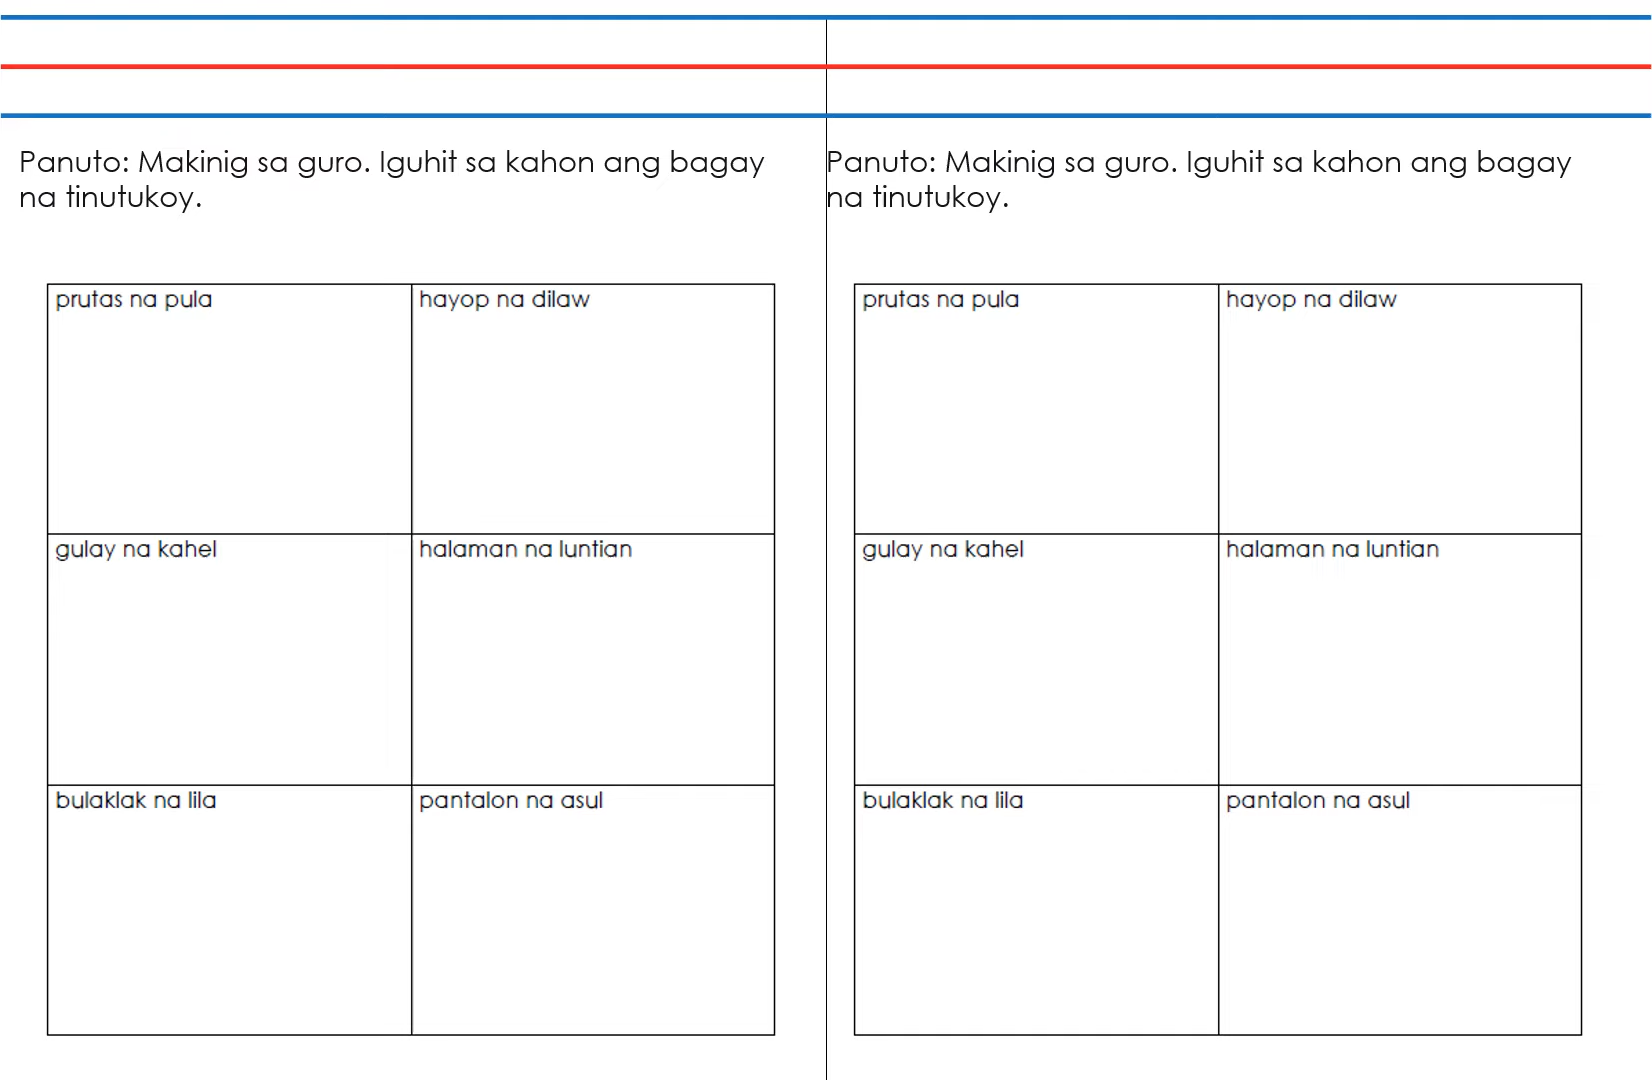 Panuto: Makinig sa guro. Iguhit sa kahon ang bagay
na tinutukoy.
prutas na pula
hayop na dilaw
gulay na kahel
halaman na luntian
bulaklak na lila
pantalon na asul
Panuto: Makinig sa guro. Iguhit sa kahon ang bagay
na tinutukoy.
prutas na pula
hayop na dilaw
gulay na kahel
halaman na luntian
bulaklak na lila
pantalon na asul